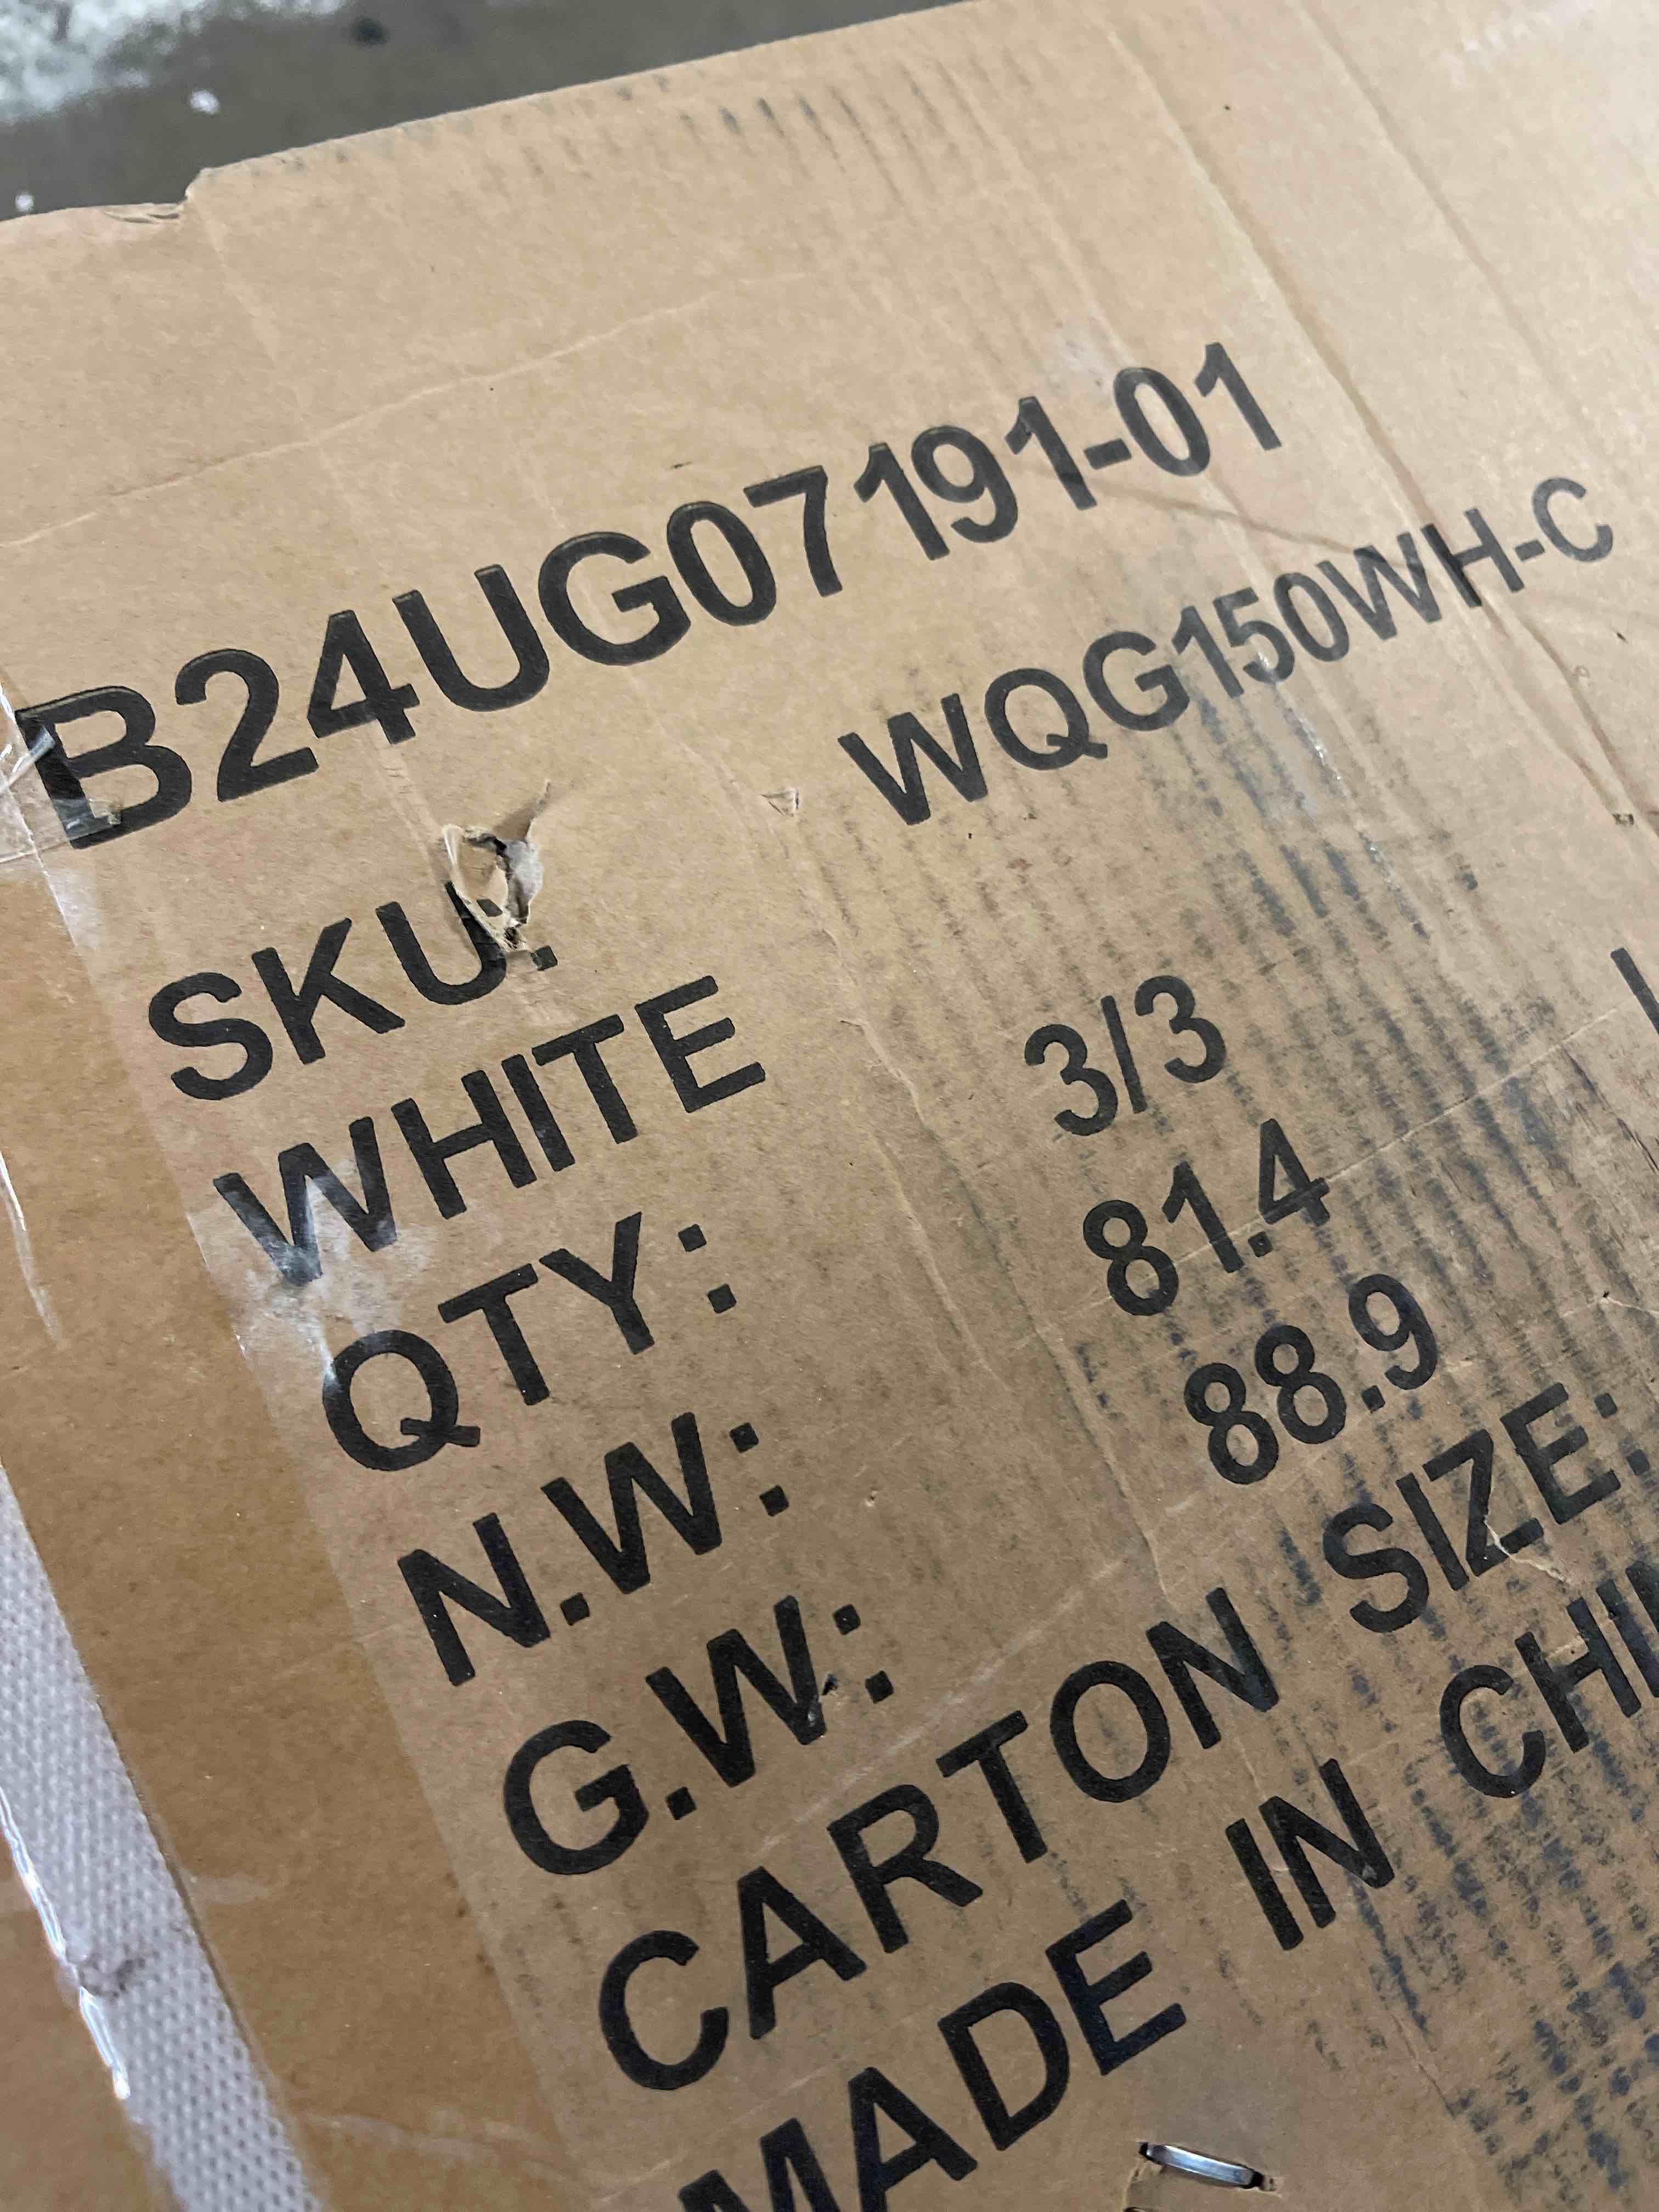 B24UG07191-01
SKU: WQG150WH-C
WHITE
QTY: 3/3
N.W: 81.4
G.W: 88.9
CARTON SIZE:
MADE IN